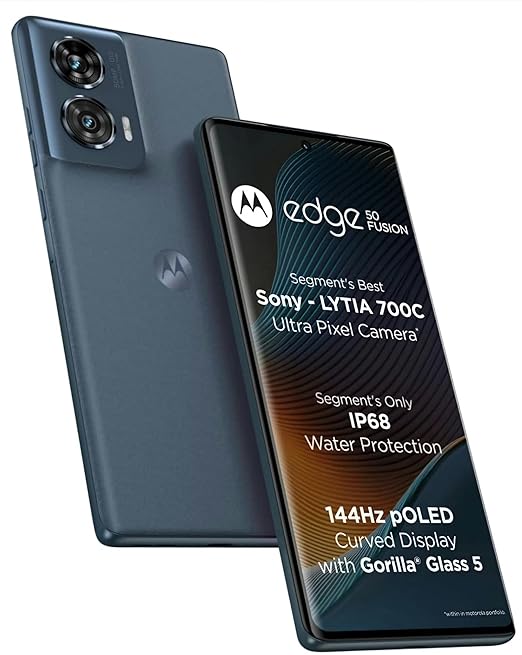 edge 50 FUSION
Segment's Best
Sony - LYTIA 700C
Ultra Pixel Camera*
Segment's Only
IP68
Water Protection
144Hz pOLED
Curved Display
with Gorilla® Glass 5
*within in motorola portfolio.